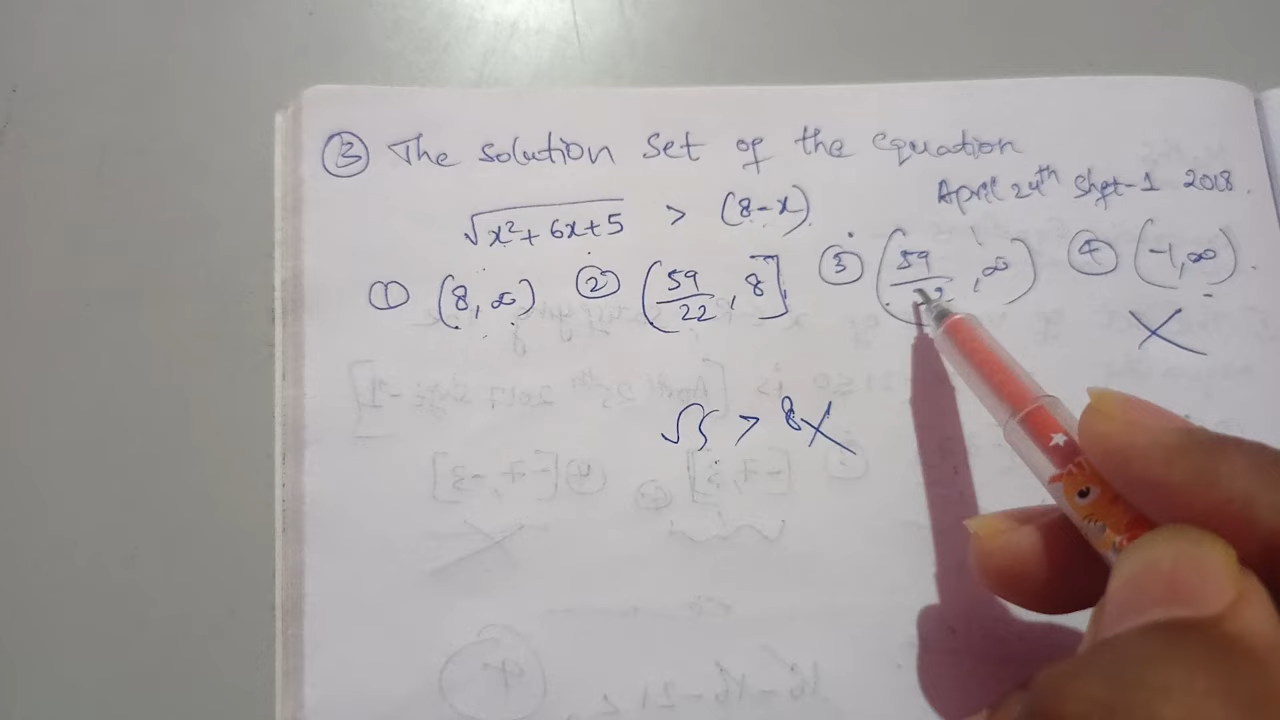 ③ The solution set of the equation
April 24th Shft-1 2018.
√x²+6x+5 > (8-x)
① (8, ∞) ② (59/22, 8] ③ (59/22, ∞) ④ (-1, ∞).
√5 > 8